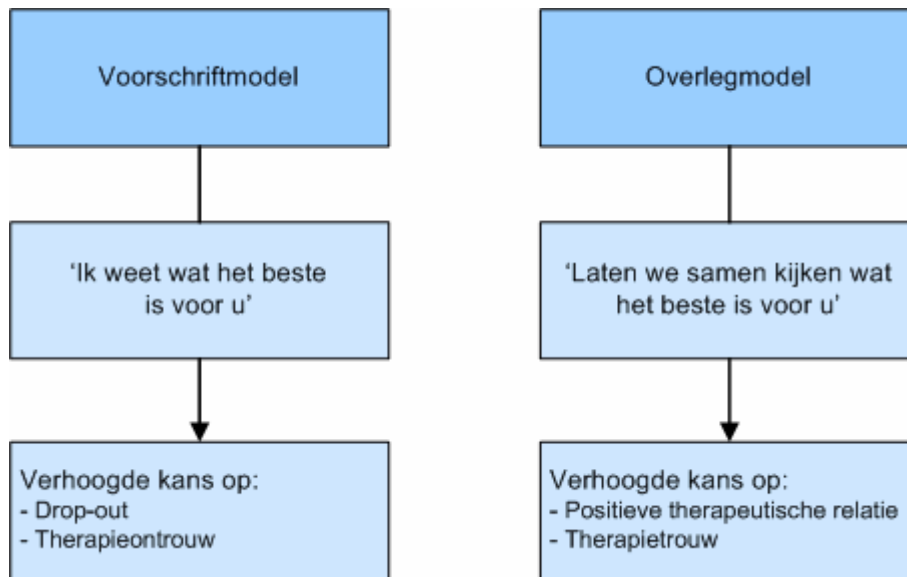 Voorschriftmodel
‘Ik weet wat het beste
is voor u’
Verhoogde kans op:
- Drop-out
- Therapieontrouw
Overlegmodel
‘Laten we samen kijken wat
het beste is voor u’
Verhoogde kans op:
- Positieve therapeutische relatie
- Therapietrouw